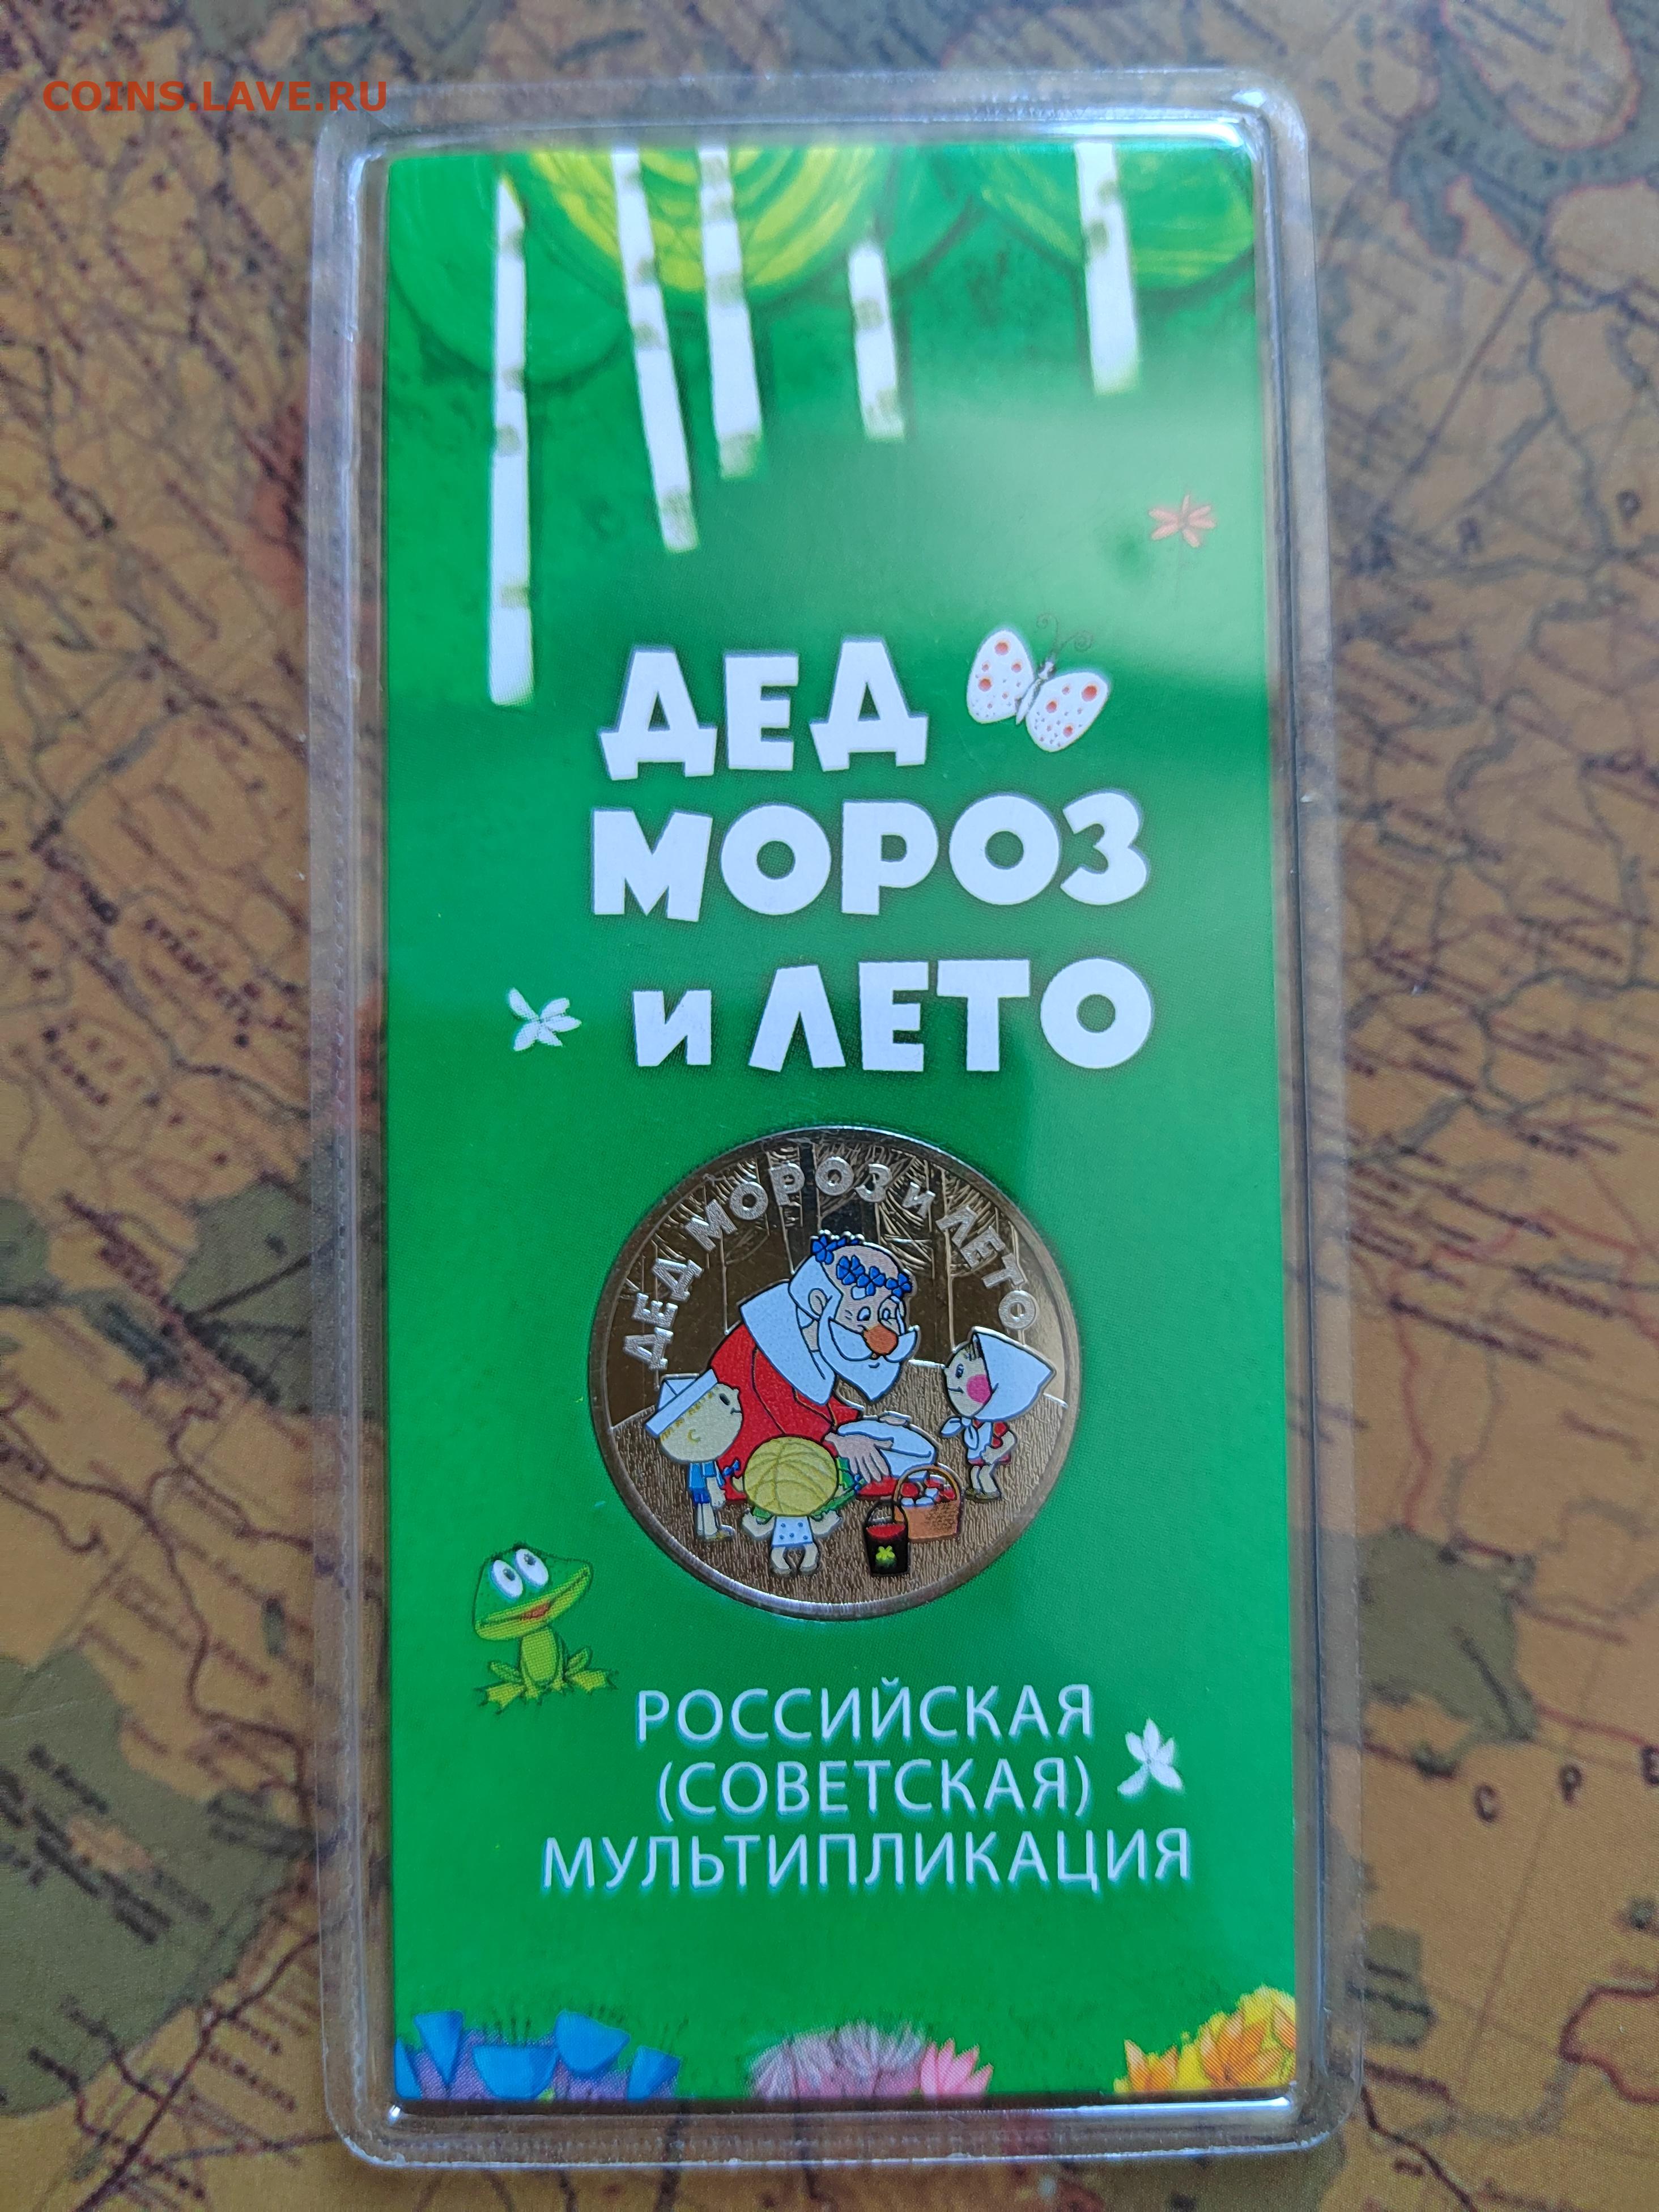 COINS.LAVE.RU
ДЕД
МОРОЗ
И ЛЕТО
ДЕД МОРОЗ И ЛЕТО
РОССИЙСКАЯ
(СОВЕТСКАЯ)
МУЛЬТИПЛИКАЦИЯ